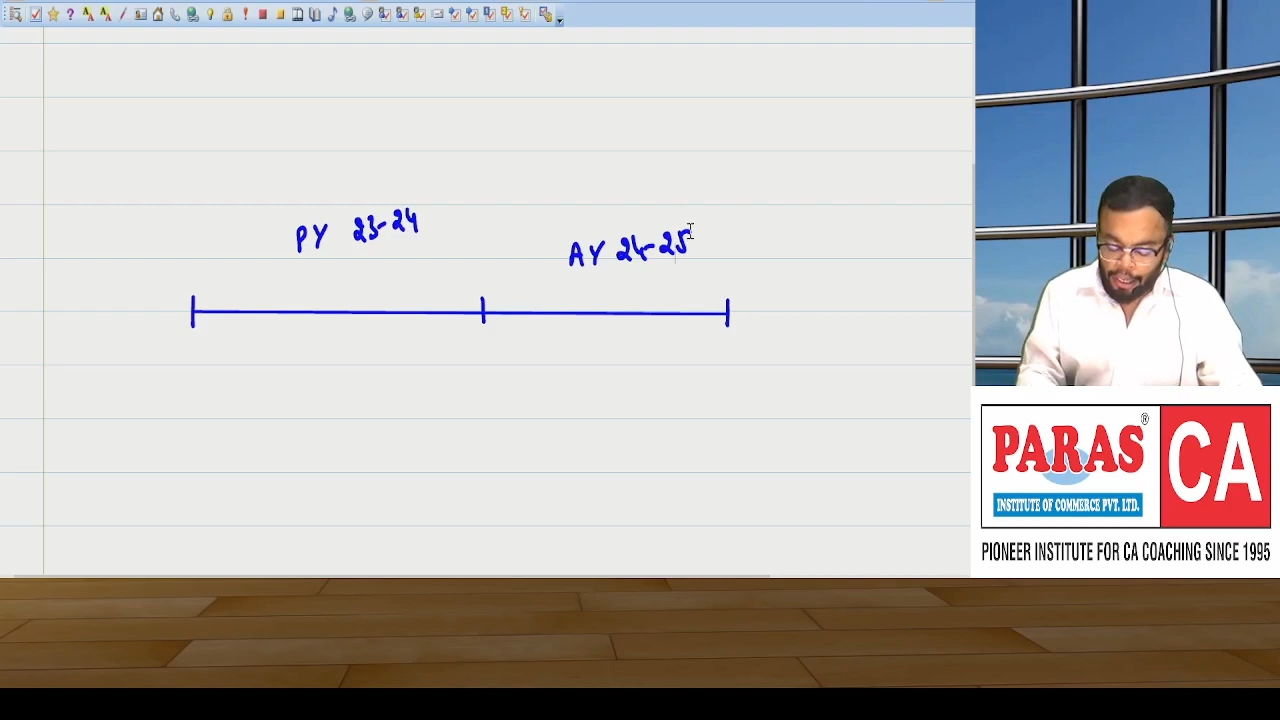 PY 23-24
AY 24-25
PARAS®
CA
INSTITUTE OF COMMERCE PVT. LTD.
PIONEER INSTITUTE FOR CA COACHING SINCE 1995